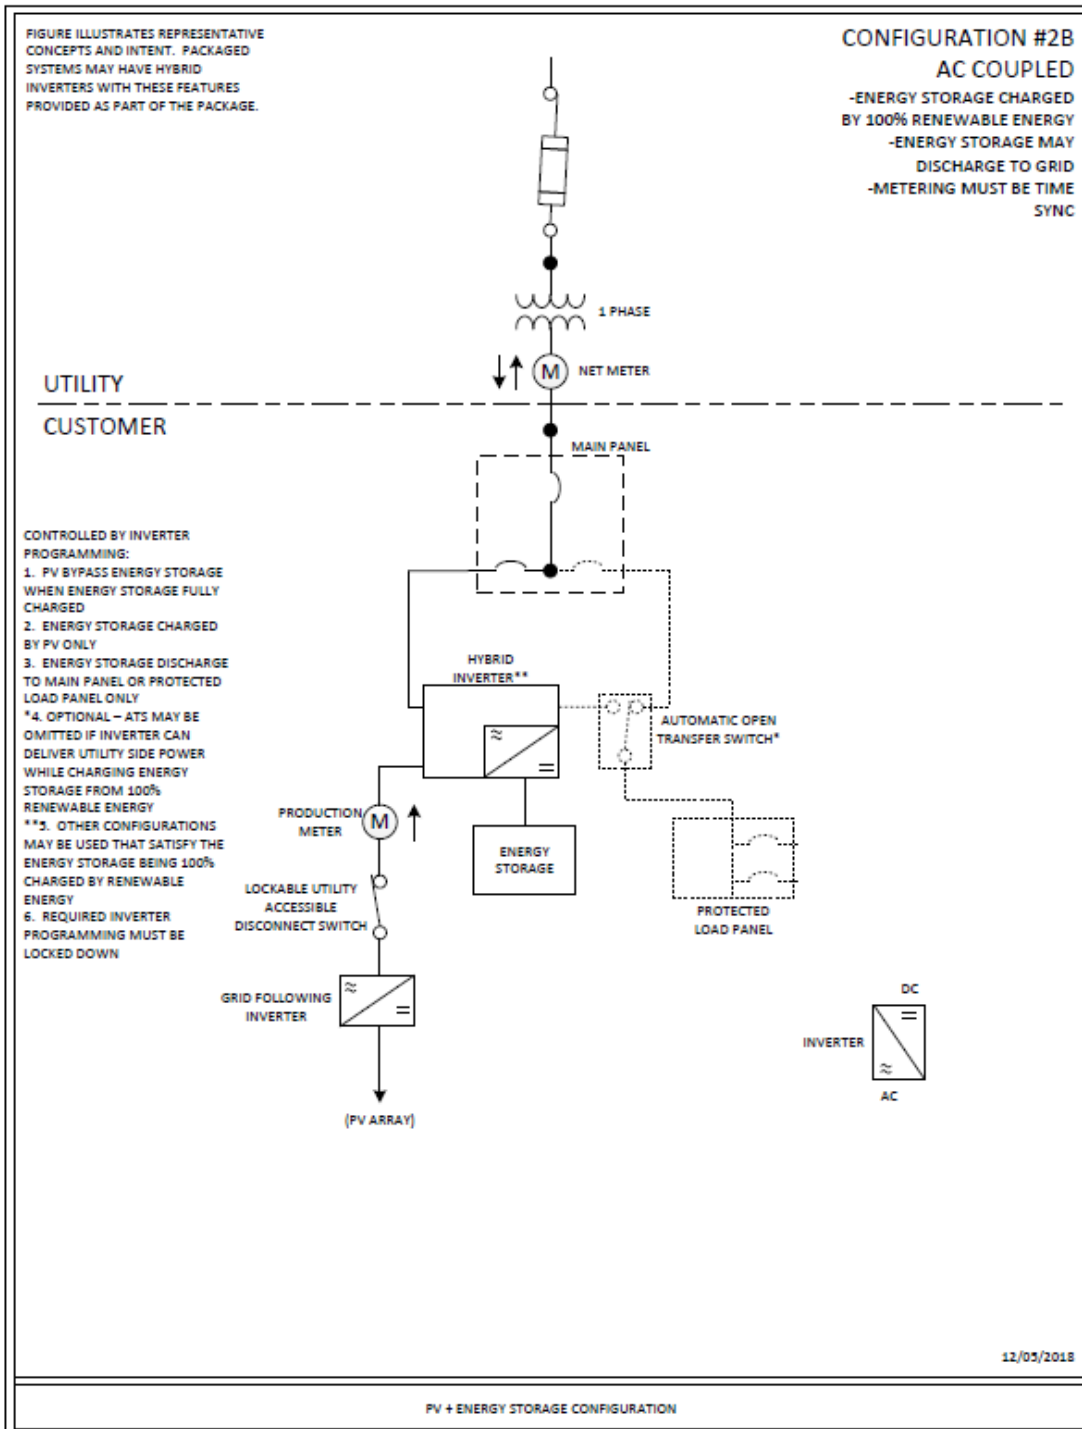 FIGURE ILLUSTRATES REPRESENTATIVE
CONCEPTS AND INTENT.  PACKAGED
SYSTEMS MAY HAVE HYBRID
INVERTERS WITH THESE FEATURES
PROVIDED AS PART OF THE PACKAGE.
CONFIGURATION #2B
AC COUPLED
-ENERGY STORAGE CHARGED
BY 100% RENEWABLE ENERGY
-ENERGY STORAGE MAY
DISCHARGE TO GRID
-METERING MUST BE TIME
SYNC
1 PHASE
M
NET METER
UTILITY
CUSTOMER
MAIN PANEL
CONTROLLED BY INVERTER
PROGRAMMING:
1.  PV BYPASS ENERGY STORAGE
WHEN ENERGY STORAGE FULLY
CHARGED
2.  ENERGY STORAGE CHARGED
BY PV ONLY
3.  ENERGY STORAGE DISCHARGE
TO MAIN PANEL OR PROTECTED
LOAD PANEL ONLY
*4. OPTIONAL – ATS MAY BE
OMITTED IF INVERTER CAN
DELIVER UTILITY SIDE POWER
WHILE CHARGING ENERGY
STORAGE FROM 100%
RENEWABLE ENERGY
**5.  OTHER CONFIGURATIONS
MAY BE USED THAT SATISFY THE
ENERGY STORAGE BEING 100%
CHARGED BY RENEWABLE
ENERGY
6.  REQUIRED INVERTER
PROGRAMMING MUST BE
LOCKED DOWN
HYBRID
INVERTER**
AUTOMATIC OPEN
TRANSFER SWITCH*
PRODUCTION
METER
M
ENERGY
STORAGE
LOCKABLE UTILITY
ACCESSIBLE
DISCONNECT SWITCH
PROTECTED
LOAD PANEL
GRID FOLLOWING
INVERTER
(PV ARRAY)
DC
INVERTER
AC
12/05/2018
PV + ENERGY STORAGE CONFIGURATION